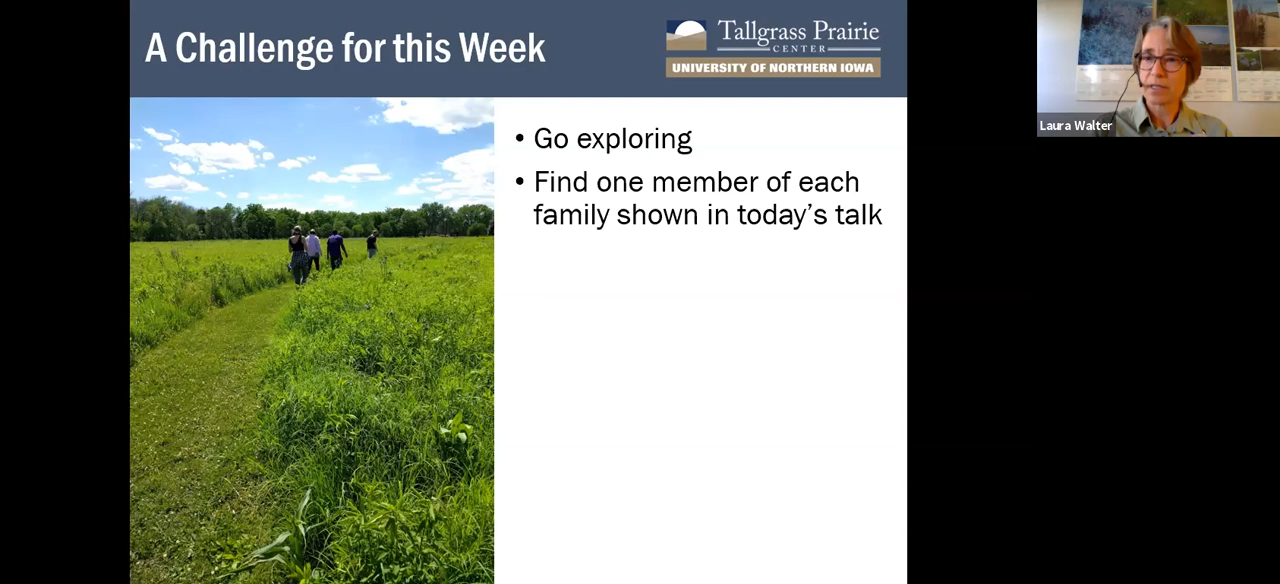 A Challenge for this Week
Tallgrass Prairie
CENTER
UNIVERSITY OF NORTHERN IOWA
Laura Walter
• Go exploring
• Find one member of each
family shown in today's talk